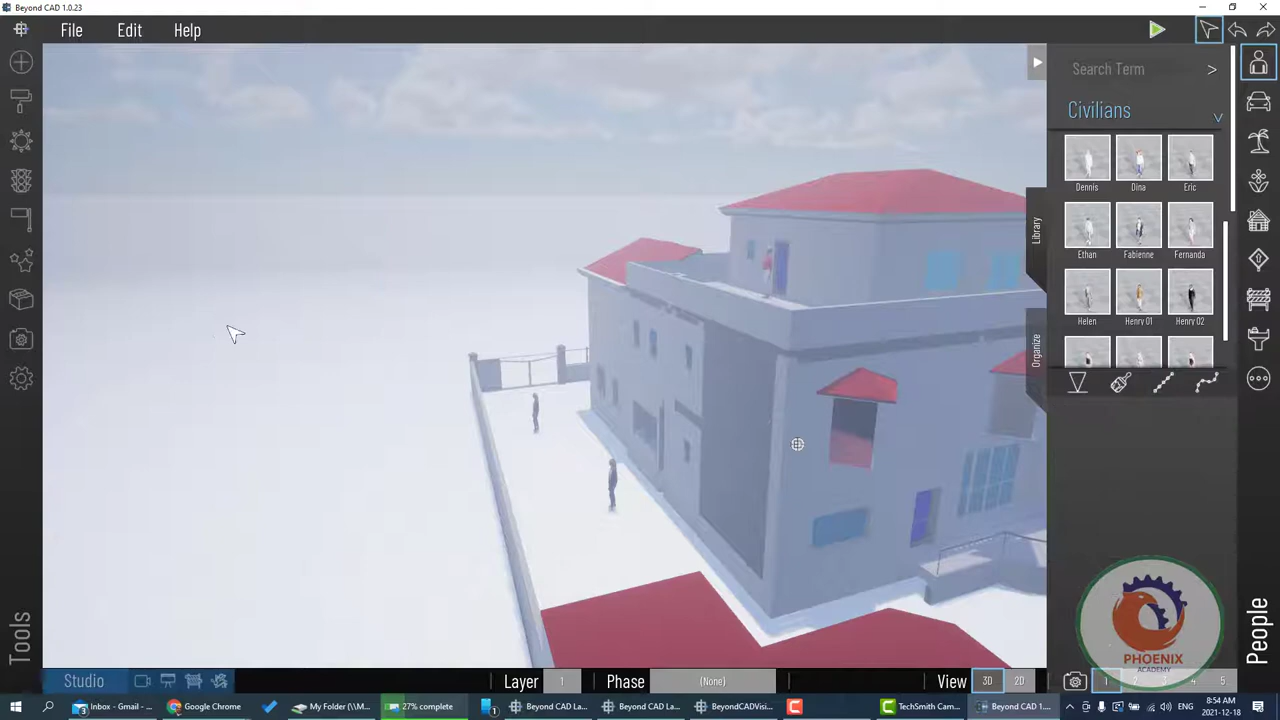 Beyond CAD 1.0.23
File Edit Help
Search Term >
Civilians
Dennis Dina Eric
Ethan Fabienne Fernanda
Helen Henry 01 Henry 02
Library
Organize
Tools
People
PHOENIX
ACADEMY
Studio Layer 1 Phase (None) View 3D 2D 1 2 3 4 5
Inbox - Gmail - ... Google Chrome My Folder (\\M... 27% complete 1 Beyond CAD La... Beyond CAD La... BeyondCADVisi... TechSmith Cam... Beyond CAD 1.... 8:54 AM
3 2021-12-18